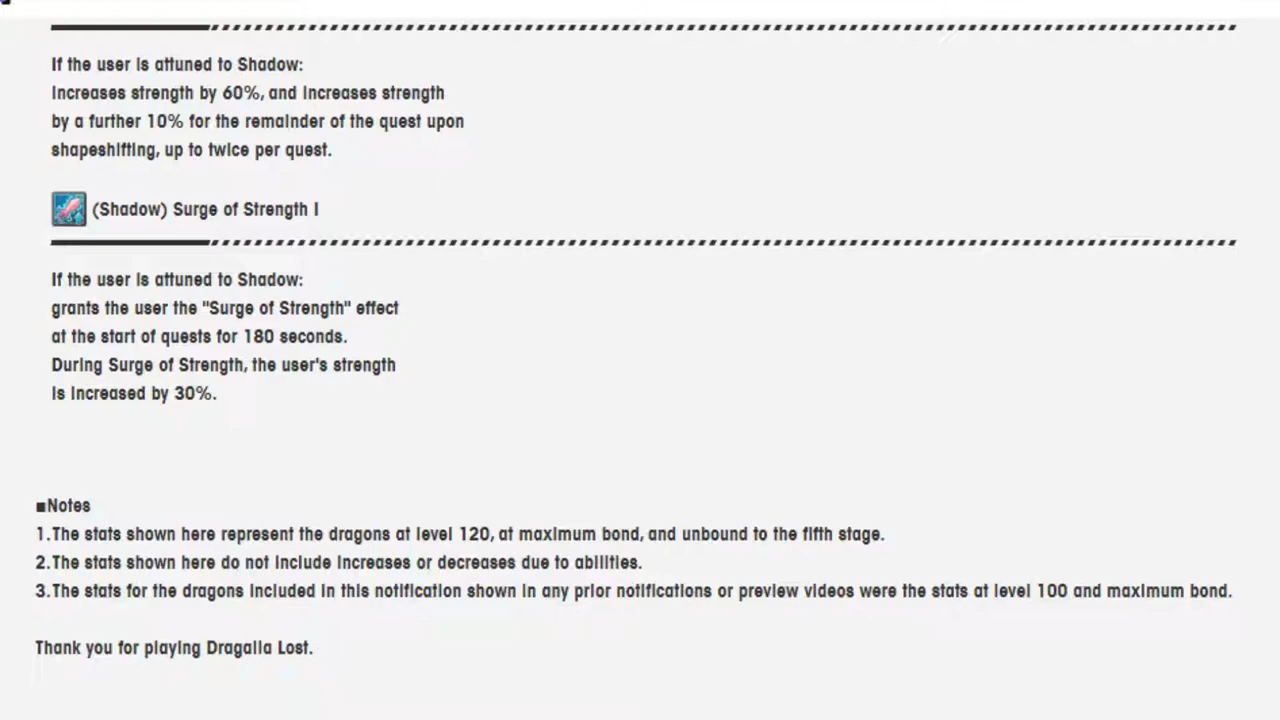 If the user is attuned to Shadow:
Increases strength by 60%, and increases strength
by a further 10% for the remainder of the quest upon
shapeshifting, up to twice per quest.
(Shadow) Surge of Strength I
If the user is attuned to Shadow:
grants the user the "Surge of Strength" effect
at the start of quests for 180 seconds.
During Surge of Strength, the user's strength
is increased by 30%.
■Notes
1.The stats shown here represent the dragons at level 120, at maximum bond, and unbound to the fifth stage.
2.The stats shown here do not include increases or decreases due to abilities.
3.The stats for the dragons included in this notification shown in any prior notifications or preview videos were the stats at level 100 and maximum bond.
Thank you for playing Dragalia Lost.